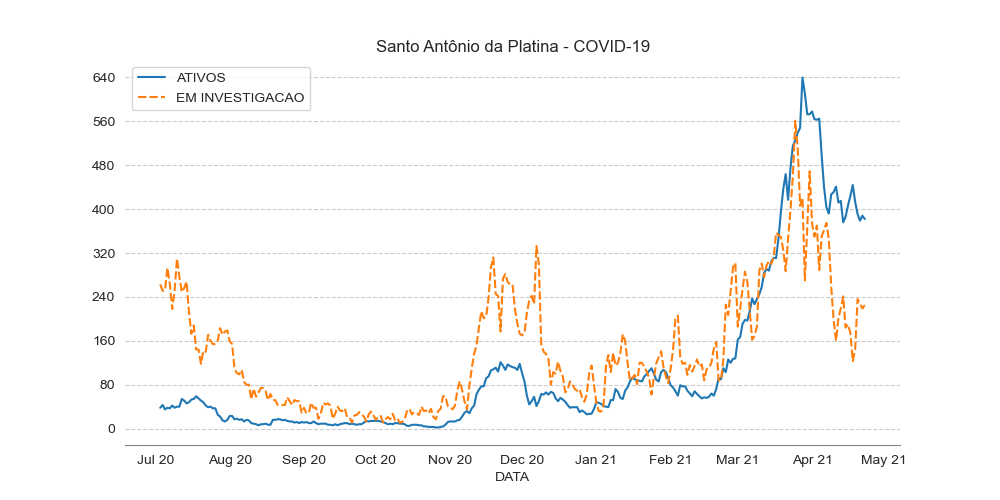 Santo Antônio da Platina - COVID-19
ATIVOS
EM INVESTIGACAO
640
560
480
400
320
240
160
80
0
Jul 20 Aug 20 Sep 20 Oct 20 Nov 20 Dec 20 Jan 21 Feb 21 Mar 21 Apr 21 May 21
DATA